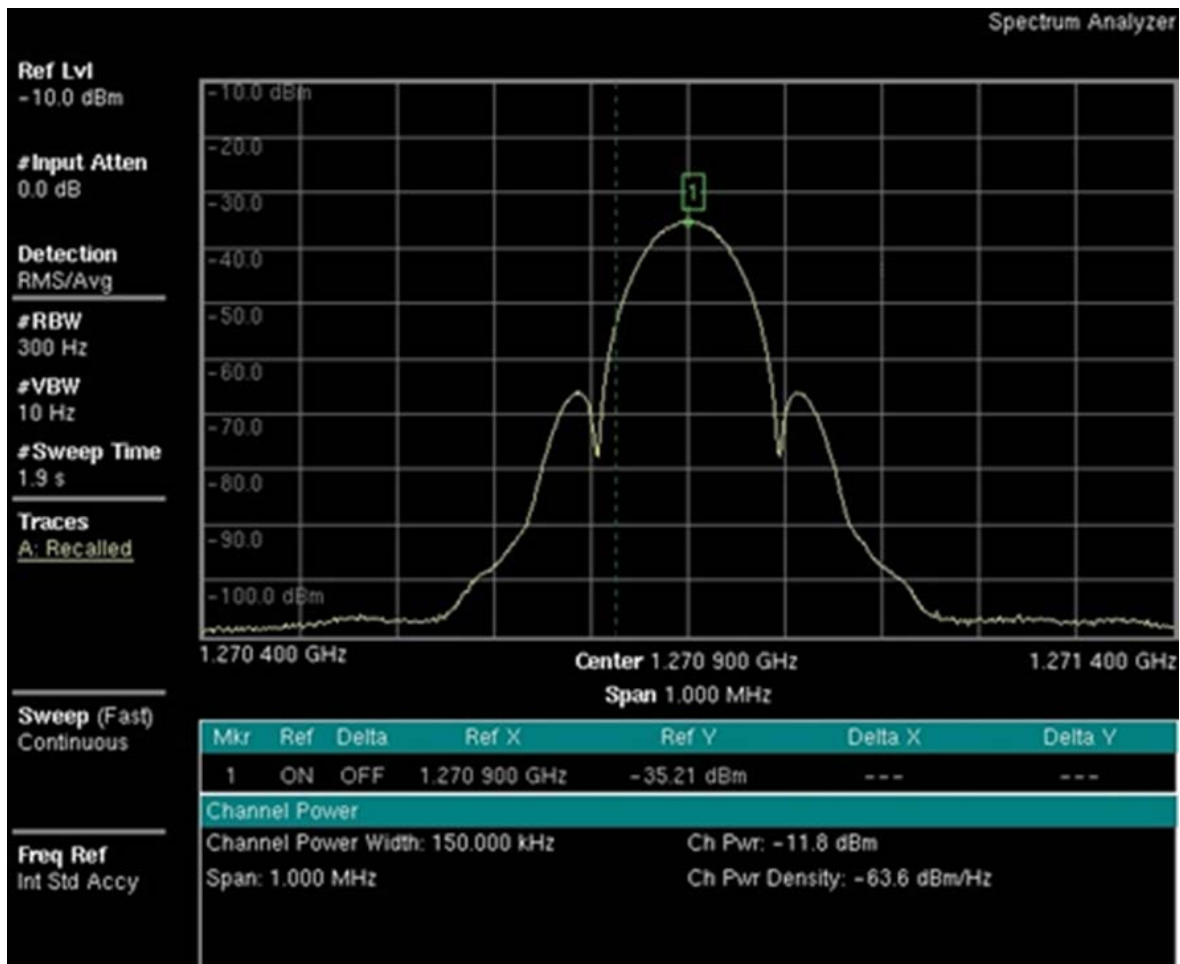 Spectrum Analyzer
Ref Lvl
-10.0 dBm
#Input Atten
0.0 dB
Detection
RMS/Avg
#RBW
300 Hz
#VBW
10 Hz
#Sweep Time
1.9 s
Traces
A: Recalled
Sweep (Fast)
Continuous
Freq Ref
Int Std Accy
-10.0 dBm
-20.0
1
-30.0
-40.0
-50.0
-60.0
-70.0
-80.0
-90.0
-100.0 dBm
1.270 400 GHz Center 1.270 900 GHz 1.271 400 GHz
Span 1.000 MHz
Mkr Ref Delta Ref X Ref Y Delta X Delta Y
1 ON OFF 1.270 900 GHz -35.21 dBm --- ---
Channel Power
Channel Power Width: 150.000 kHz Ch Pwr: -11.8 dBm
Span: 1.000 MHz Ch Pwr Density: -63.6 dBm/Hz